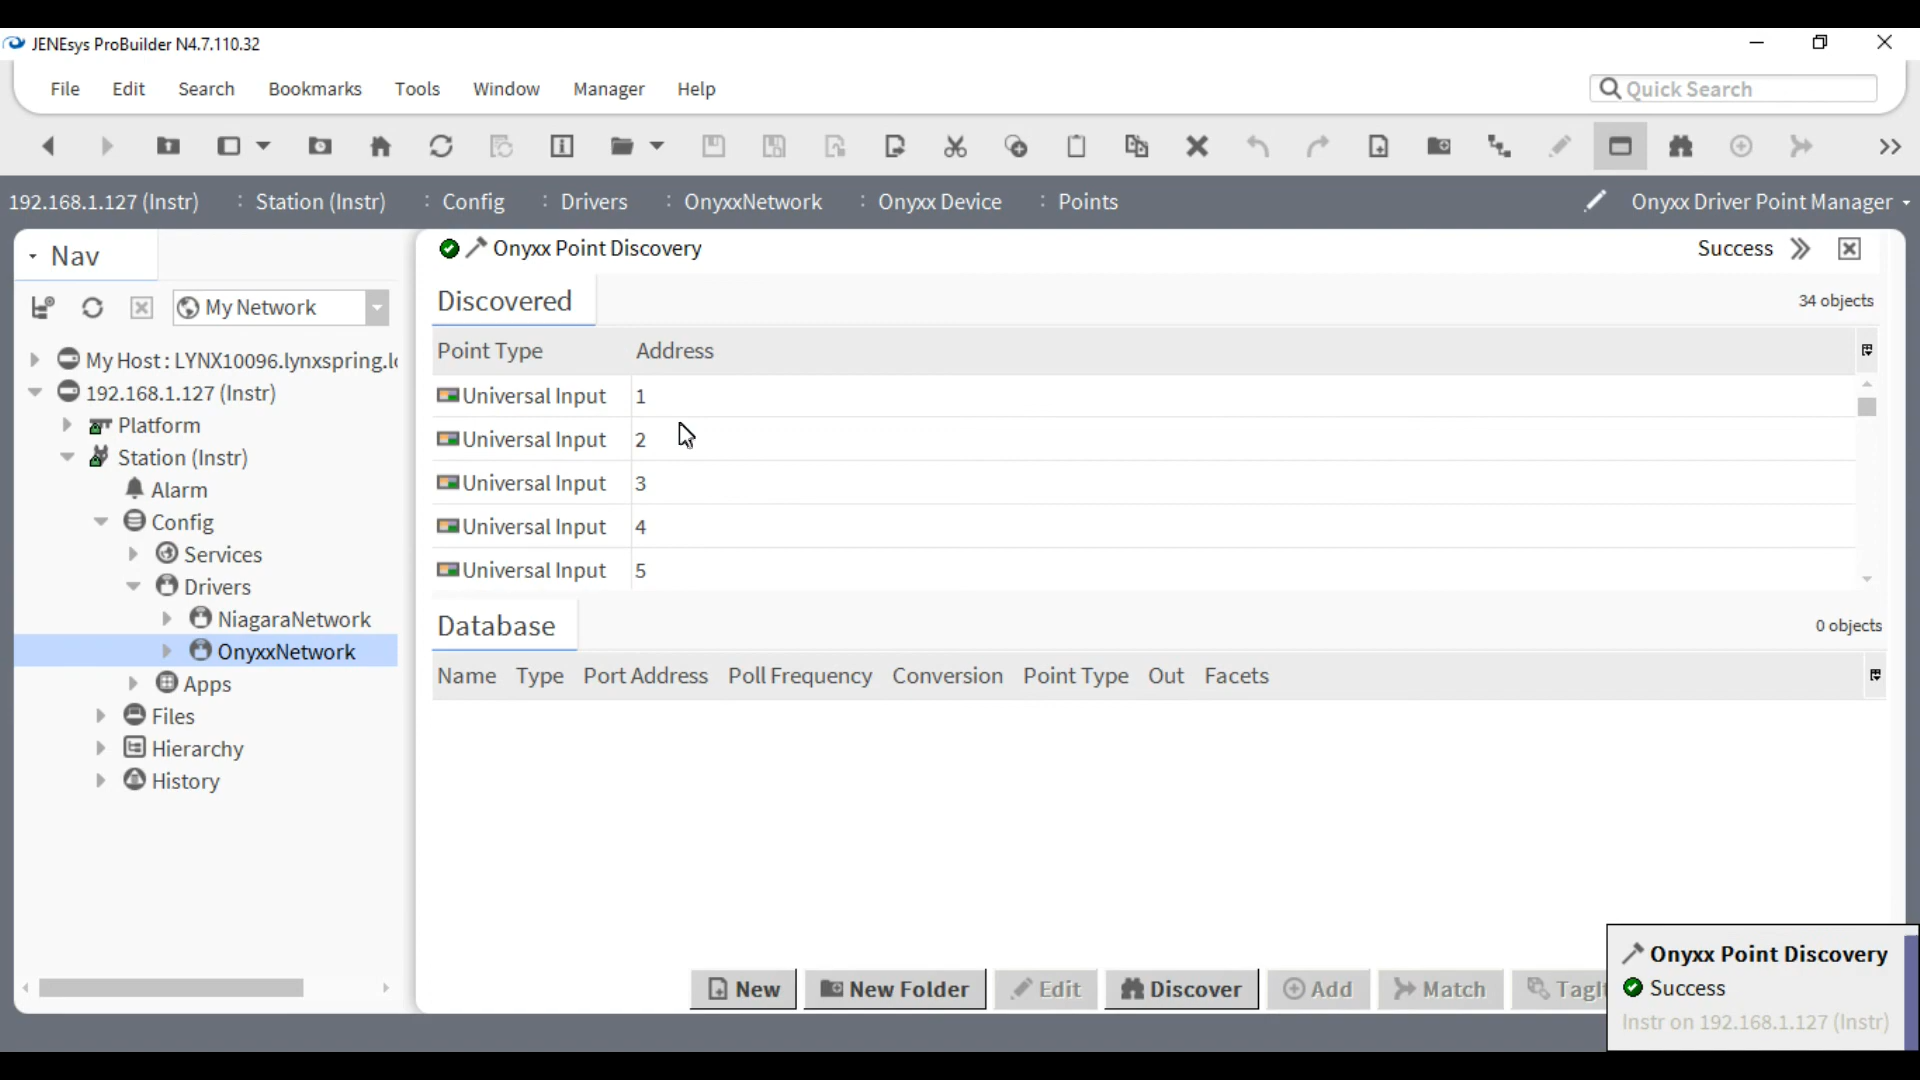 JENEsys ProBuilder N4.7.110.32
File Edit Search Bookmarks Tools Window Manager Help
Quick Search
192.168.1.127 (Instr) : Station (Instr) : Config : Drivers : OnyxxNetwork : Onyxx Device : Points
Onyxx Driver Point Manager
Nav
My Network
My Host : LYNX10096.lynxspring.l
192.168.1.127 (Instr)
Platform
Station (Instr)
Alarm
Config
Services
Drivers
NiagaraNetwork
OnyxxNetwork
Apps
Files
Hierarchy
History
Onyxx Point Discovery
Success
Discovered
34 objects
Point Type Address
Universal Input 1
Universal Input 2
Universal Input 3
Universal Input 4
Universal Input 5
Database
0 objects
Name Type Port Address Poll Frequency Conversion Point Type Out Facets
New New Folder Edit Discover Add Match TagI
Onyxx Point Discovery
Success
Instr on 192.168.1.127 (Instr)